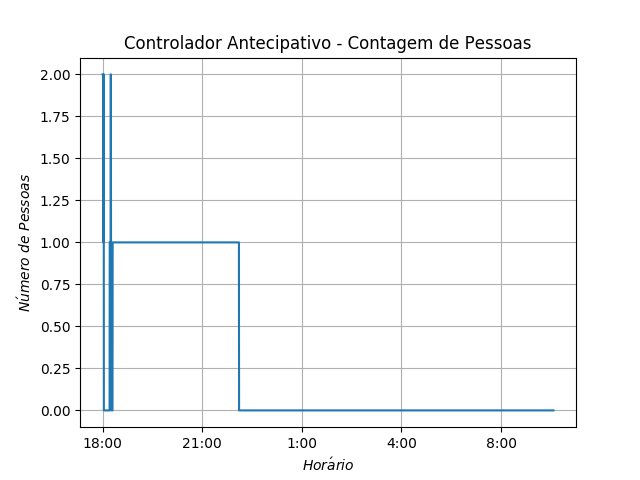 Controlador Antecipativo - Contagem de Pessoas
2.00
1.75
1.50
1.25
1.00
0.75
0.50
0.25
0.00
Número de Pessoas
18:00 21:00 1:00 4:00 8:00
Horário